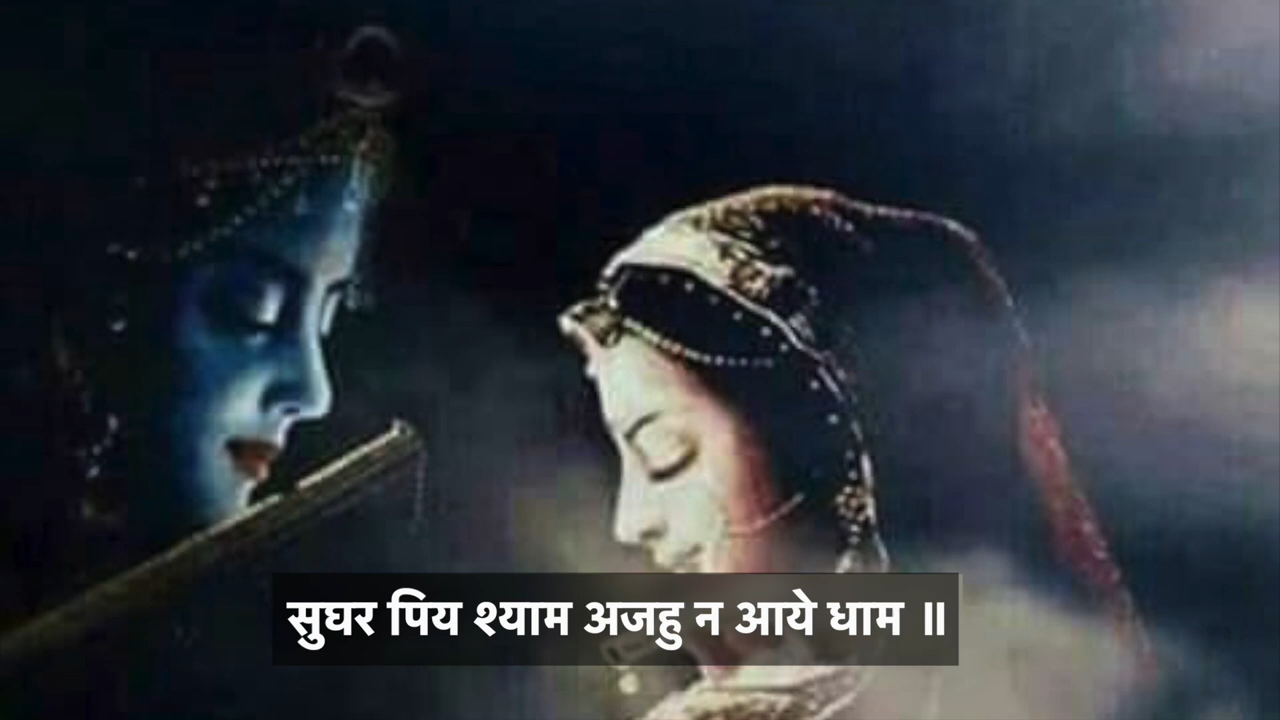 सुघर पिय श्याम अजहु न आये धाम ॥